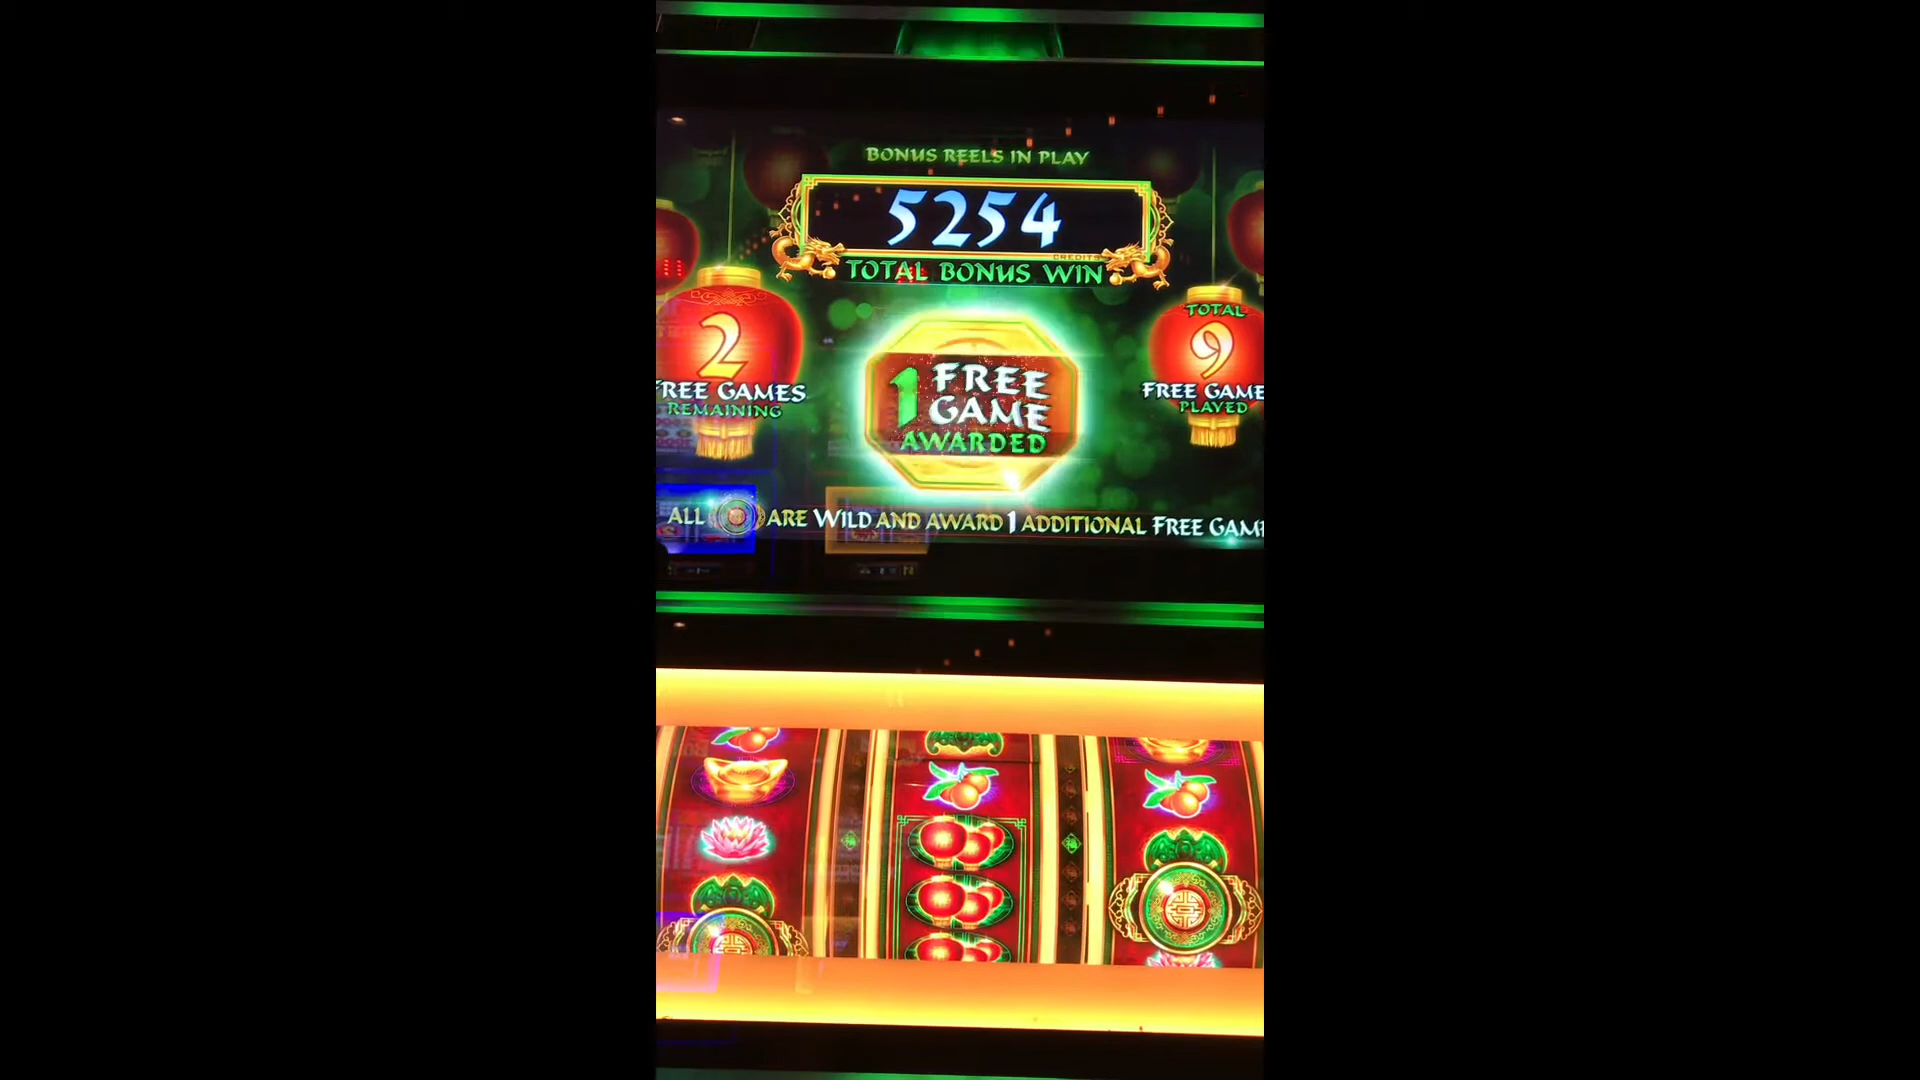 BONUS REELS IN PLAY
5254
CREDITS
TOTAL BONUS WIN
2
FREE GAMES
REMAINING
1 FREE
GAME
AWARDED
TOTAL
9
FREE GAME
PLAYED
ALL ARE WILD AND AWARD 1 ADDITIONAL FREE GAM